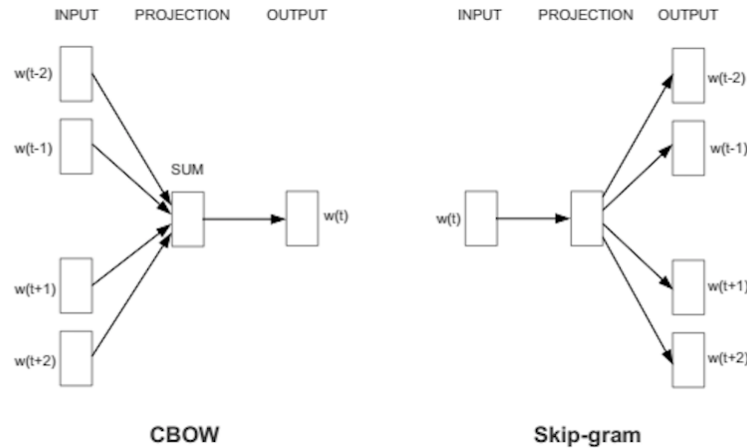 INPUT PROJECTION OUTPUT
w(t-2)
w(t-1)
SUM
w(t)
w(t+1)
w(t+2)
CBOW
INPUT PROJECTION OUTPUT
w(t-2)
w(t-1)
w(t)
w(t+1)
w(t+2)
Skip-gram